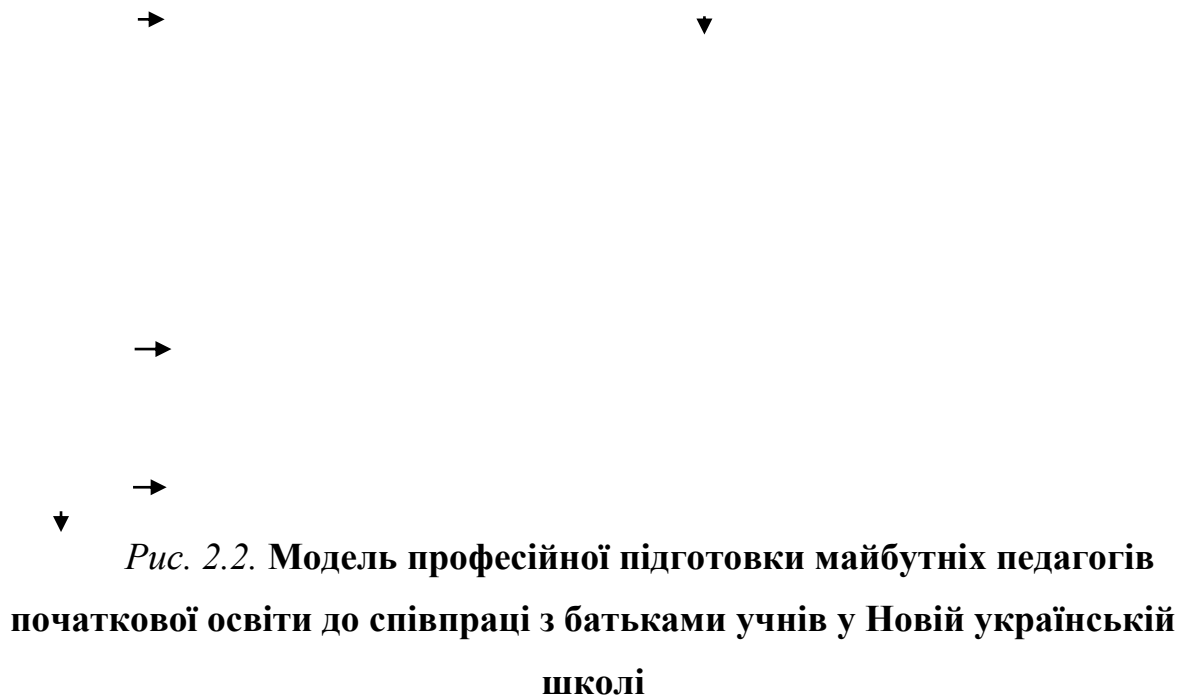 Рис. 2.2. Модель професійної підготовки майбутніх педагогів
початкової освіти до співпраці з батьками учнів у Новій українській
школі